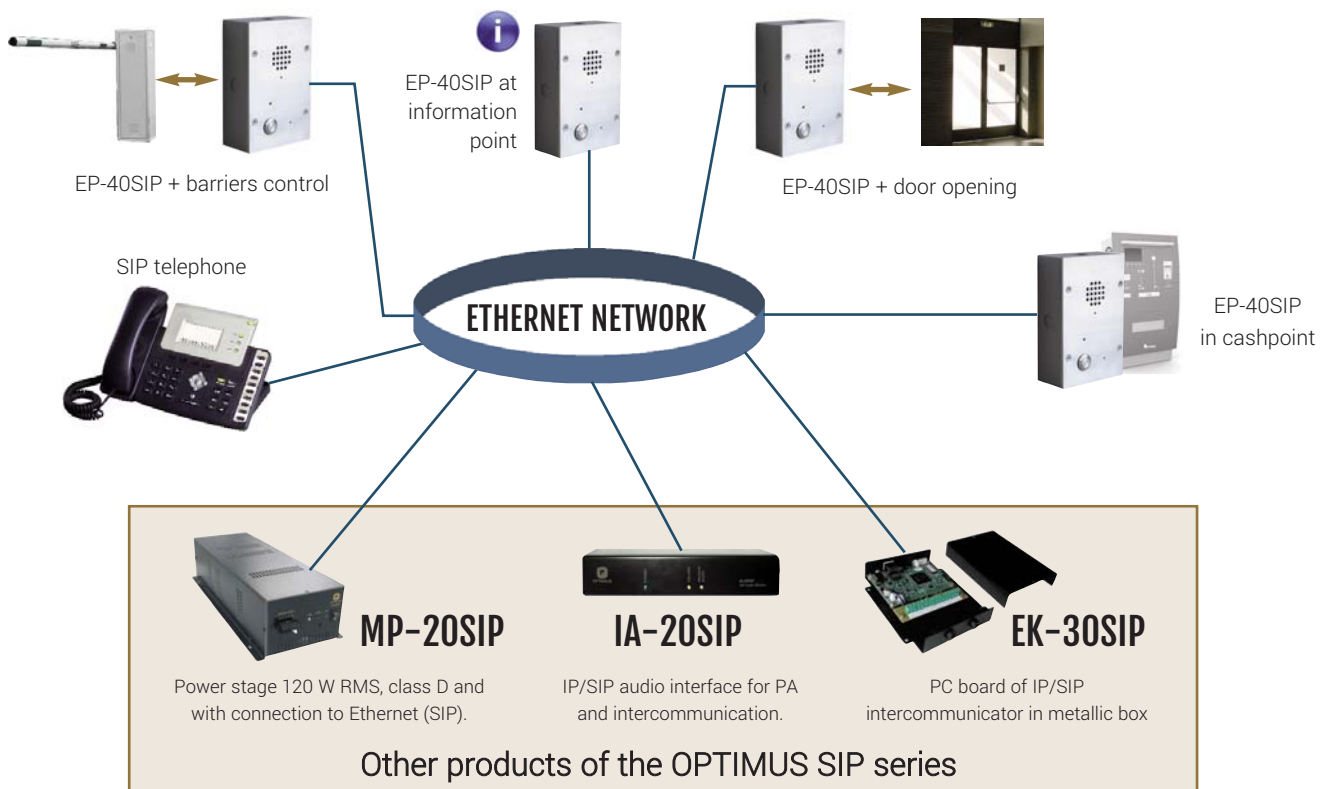 EP-40SIP at
information
point
EP-40SIP + barriers control
EP-40SIP + door opening
SIP telephone
ETHERNET NETWORK
EP-40SIP
in cashpoint
MP-20SIP
Power stage 120 W RMS, class D and
with connection to Ethernet (SIP).
OPTIMUS
IA-20SIP
IP/SIP audio interface for PA
and intercommunication.
EK-30SIP
PC board of IP/SIP
intercommunicator in metallic box
Other products of the OPTIMUS SIP series